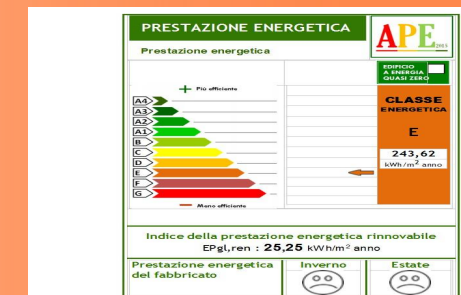 PRESTAZIONE ENERGETICA
APE
Prestazione energetica
EDIFICIO
A ENERGIA
QUASI ZERO
Più efficiente
CLASSE
ENERGETICA
E
243,62
kWh/m² anno
A4
A3
A2
A1
B
C
D
E
F
G
Meno efficiente
Indice della prestazione energetica rinnovabile
EPgl,ren : 25,25 kWh/m² anno
Prestazione energetica
del fabbricato
Inverno
Estate